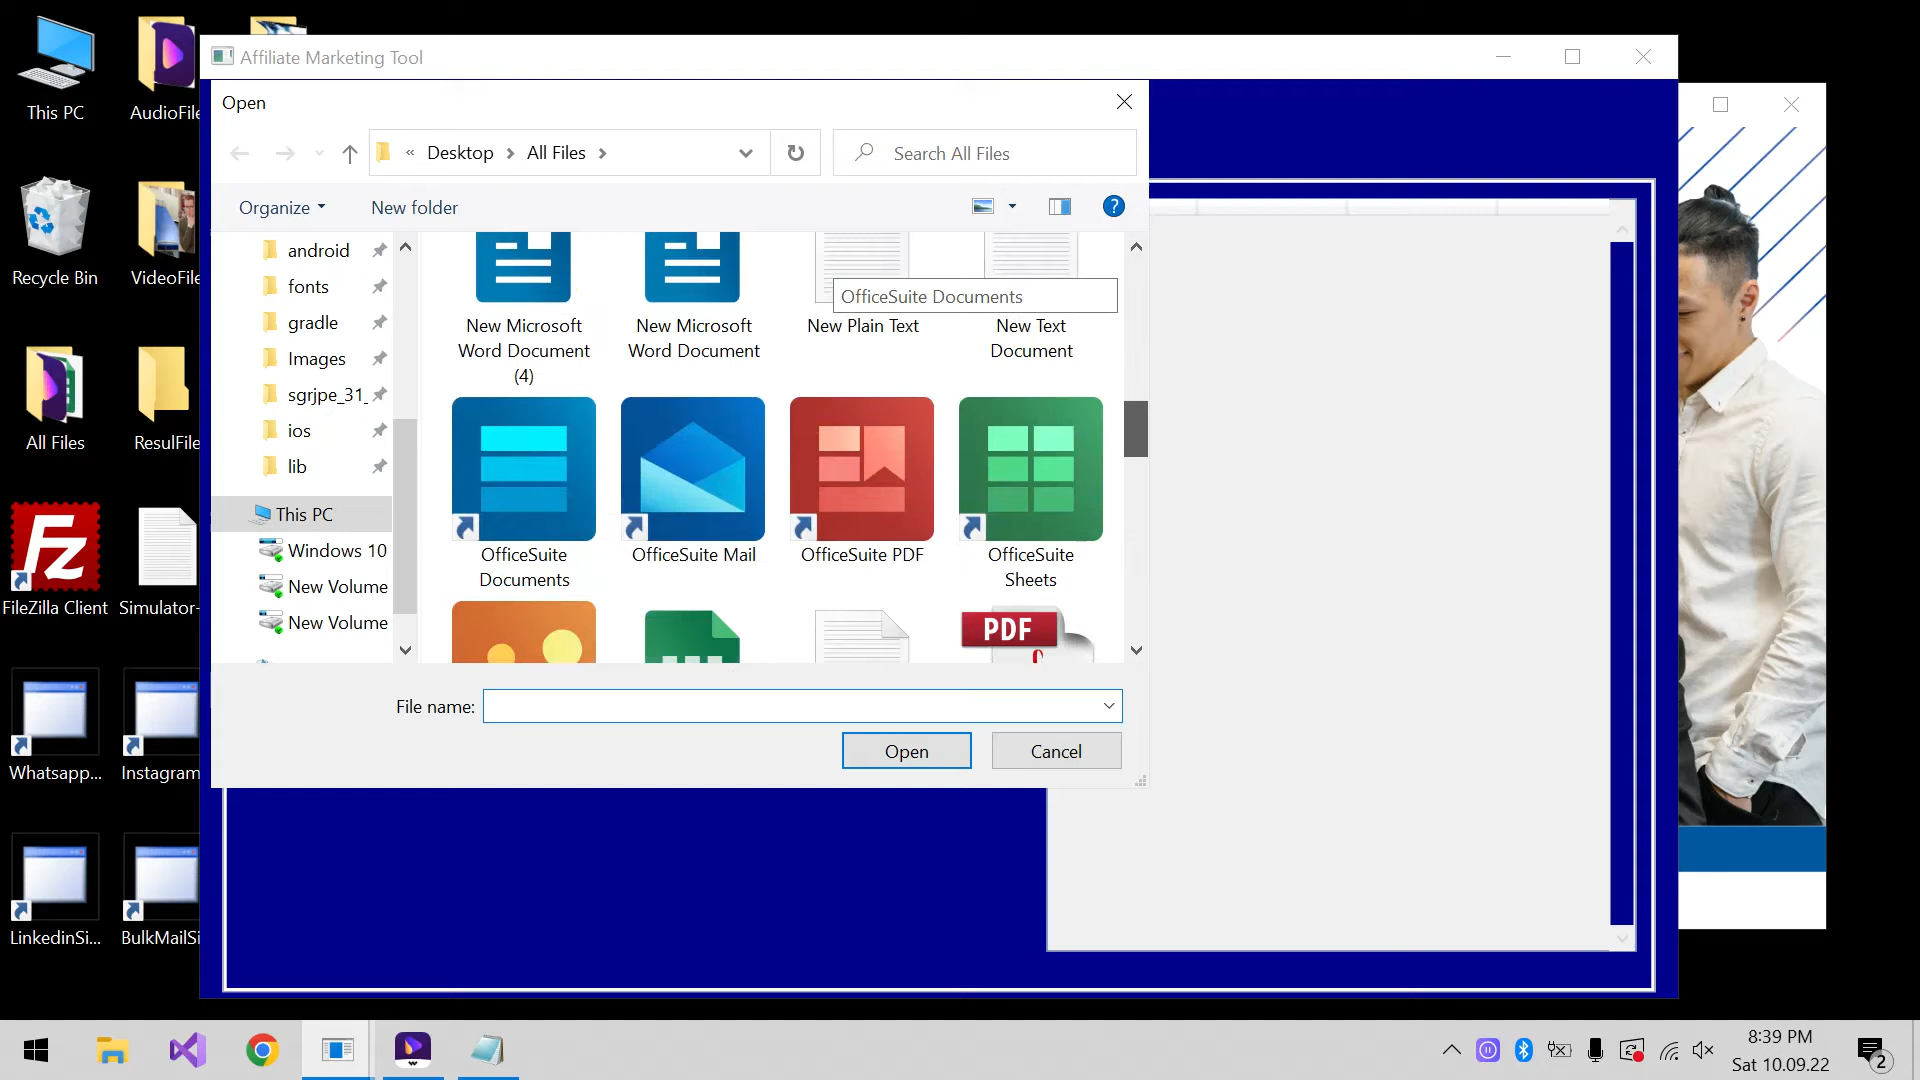 This PC
AudioFile
Recycle Bin
VideoFile
All Files
ResulFile
FileZilla Client
Simulator-
Whatsapp...
Instagram
LinkedinSi...
BulkMailSi
Affiliate Marketing Tool
Open
« Desktop > All Files >
Search All Files
Organize
New folder
?
android
fonts
gradle
Images
sgrjpe_31_
ios
lib
This PC
Windows 10
New Volume
New Volume
New Microsoft
Word Document
(4)
New Microsoft
Word Document
New Plain Text
New Text
Document
OfficeSuite Documents
OfficeSuite
Documents
OfficeSuite Mail
OfficeSuite PDF
OfficeSuite
Sheets
PDF
File name:
Open
Cancel
8:39 PM
Sat 10.09.22
2